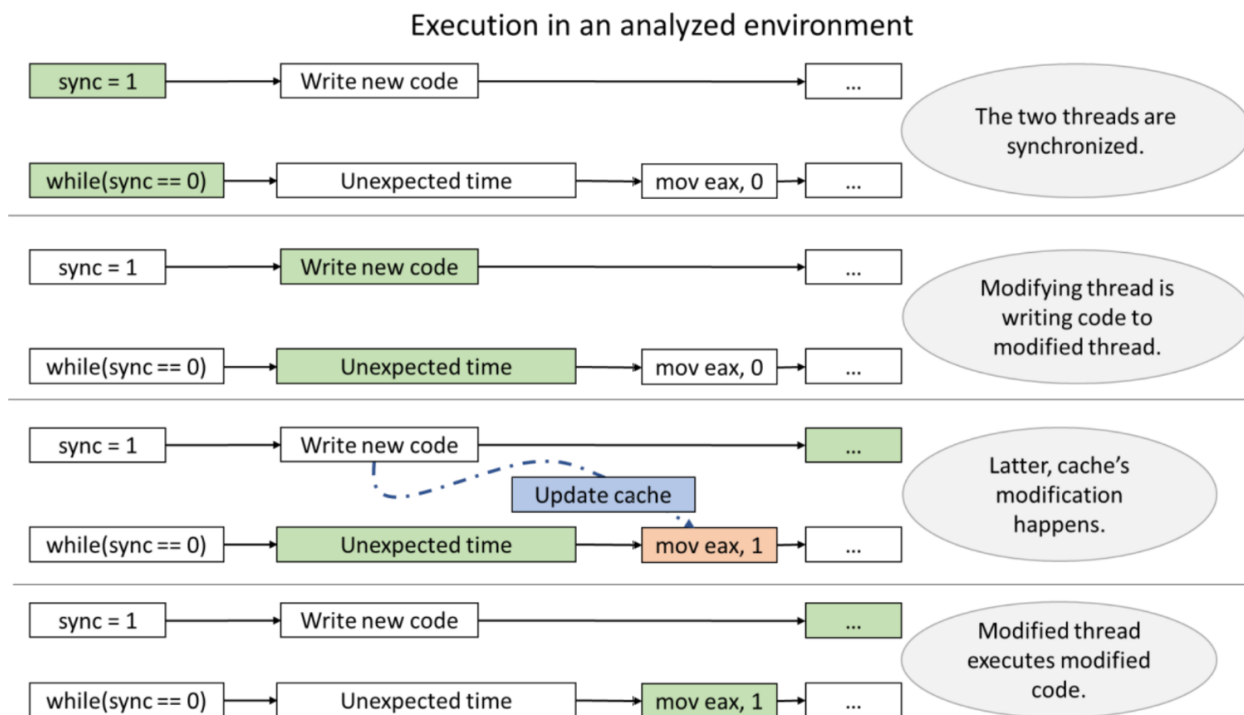 Execution in an analyzed environment
sync = 1
Write new code
...
The two threads are
synchronized.
while(sync == 0)
Unexpected time
mov eax, 0
...
sync = 1
Write new code
...
Modifying thread is
writing code to
modified thread.
while(sync == 0)
Unexpected time
mov eax, 0
...
sync = 1
Write new code
...
Latter, cache's
modification
happens.
Update cache
while(sync == 0)
Unexpected time
mov eax, 1
...
sync = 1
Write new code
...
Modified thread
executes modified
code.
while(sync == 0)
Unexpected time
mov eax, 1
...